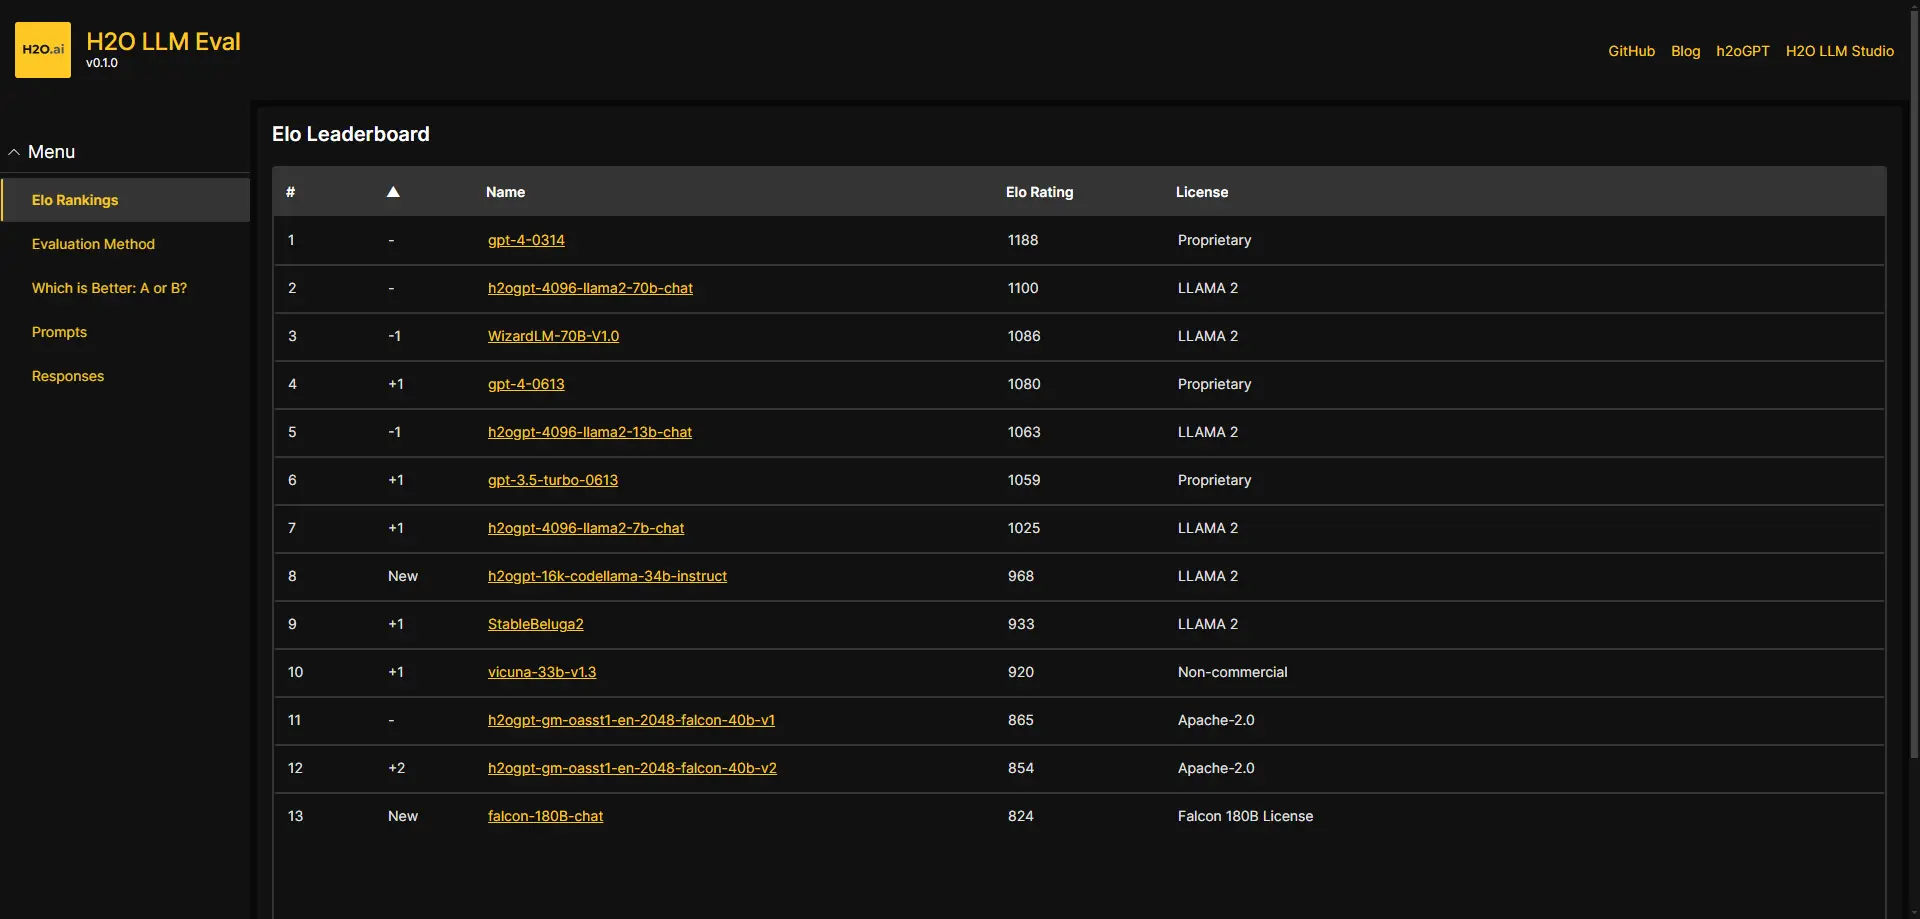 H2O.ai
H2O LLM Eval
v0.1.0
GitHub Blog h2oGPT H2O LLM Studio
Menu
Elo Rankings
Evaluation Method
Which is Better: A or B?
Prompts
Responses
Elo Leaderboard
# ▲ Name Elo Rating License
1 - gpt-4-0314 1188 Proprietary
2 - h2ogpt-4096-llama2-70b-chat 1100 LLAMA 2
3 -1 WizardLM-70B-V1.0 1086 LLAMA 2
4 +1 gpt-4-0613 1080 Proprietary
5 -1 h2ogpt-4096-llama2-13b-chat 1063 LLAMA 2
6 +1 gpt-3.5-turbo-0613 1059 Proprietary
7 +1 h2ogpt-4096-llama2-7b-chat 1025 LLAMA 2
8 New h2ogpt-16k-codellama-34b-instruct 968 LLAMA 2
9 +1 StableBeluga2 933 LLAMA 2
10 +1 vicuna-33b-v1.3 920 Non-commercial
11 - h2ogpt-gm-oasst1-en-2048-falcon-40b-v1 865 Apache-2.0
12 +2 h2ogpt-gm-oasst1-en-2048-falcon-40b-v2 854 Apache-2.0
13 New falcon-180B-chat 824 Falcon 180B License